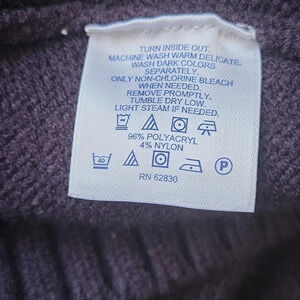 TURN INSIDE OUT.
MACHINE WASH WARM DELICATE.
WASH DARK COLORS
SEPARATELY.
ONLY NON-CHLORINE BLEACH
WHEN NEEDED.
REMOVE PROMPTLY.
TUMBLE DRY LOW.
LIGHT STEAM IF NEEDED.
96% POLYACRYL
4% NYLON
40 P
RN 62830